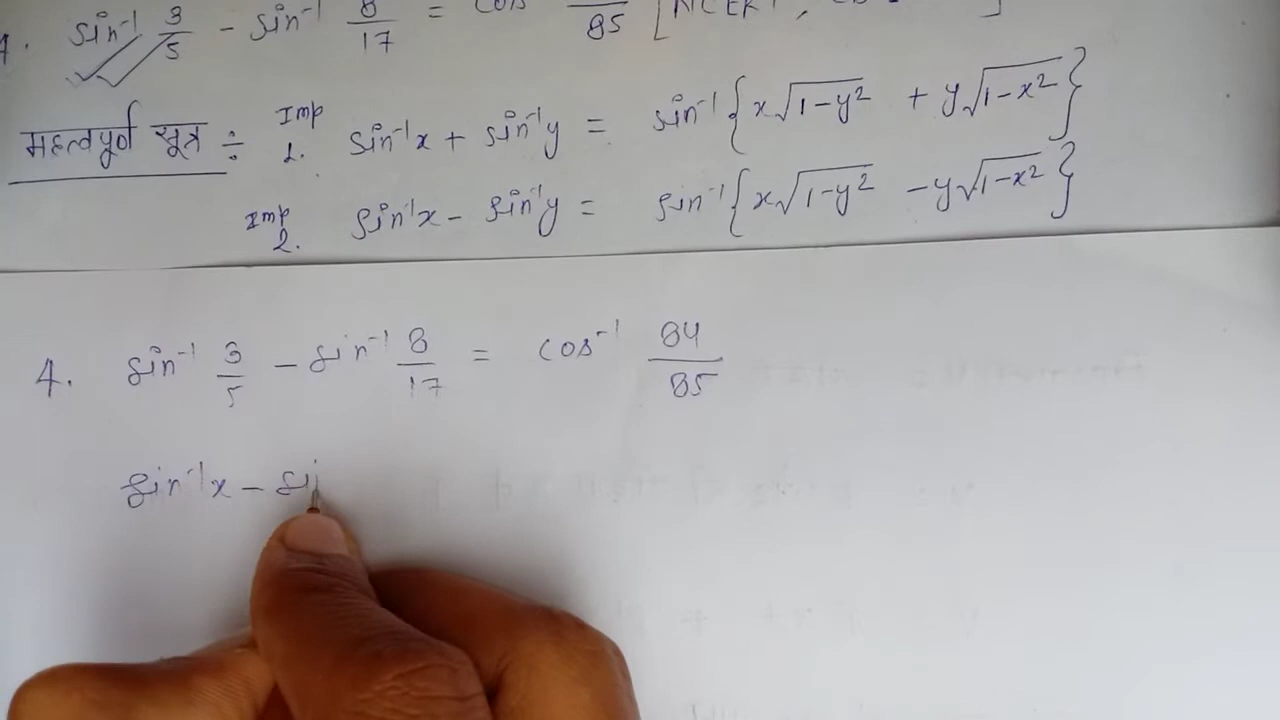 sin⁻¹ 3/5 - sin⁻¹ 8/17 = cos /85 [NCERT,
महत्वपूर्ण सूत्र ÷ Imp 1. sin⁻¹x + sin⁻¹y = sin⁻¹{x√(1-y²) + y√(1-x²)}
Imp 2. sin⁻¹x - sin⁻¹y = sin⁻¹{x√(1-y²) - y√(1-x²)}
4. sin⁻¹ 3/5 - sin⁻¹ 8/17 = cos⁻¹ 84/85
sin⁻¹x - si